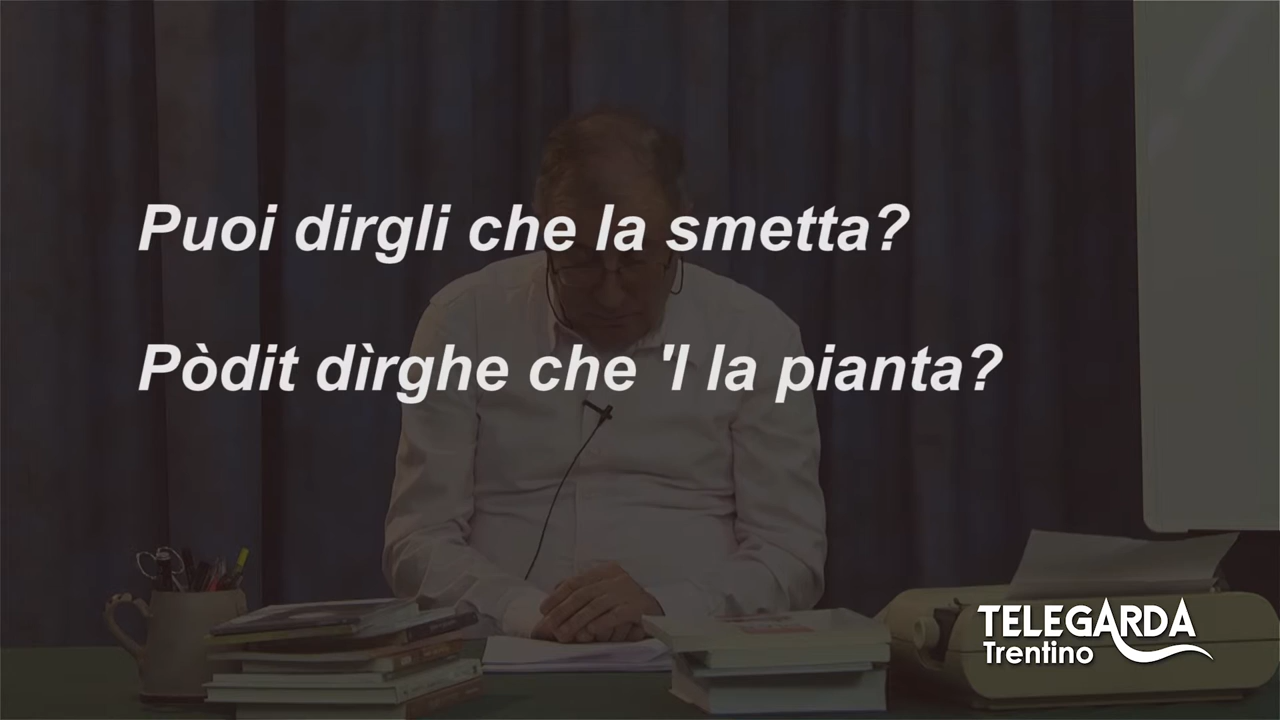 Puoi dirgli che la smetta?
Pòdit dìrghe che 'l la pianta?
TELEGARDA
Trentino